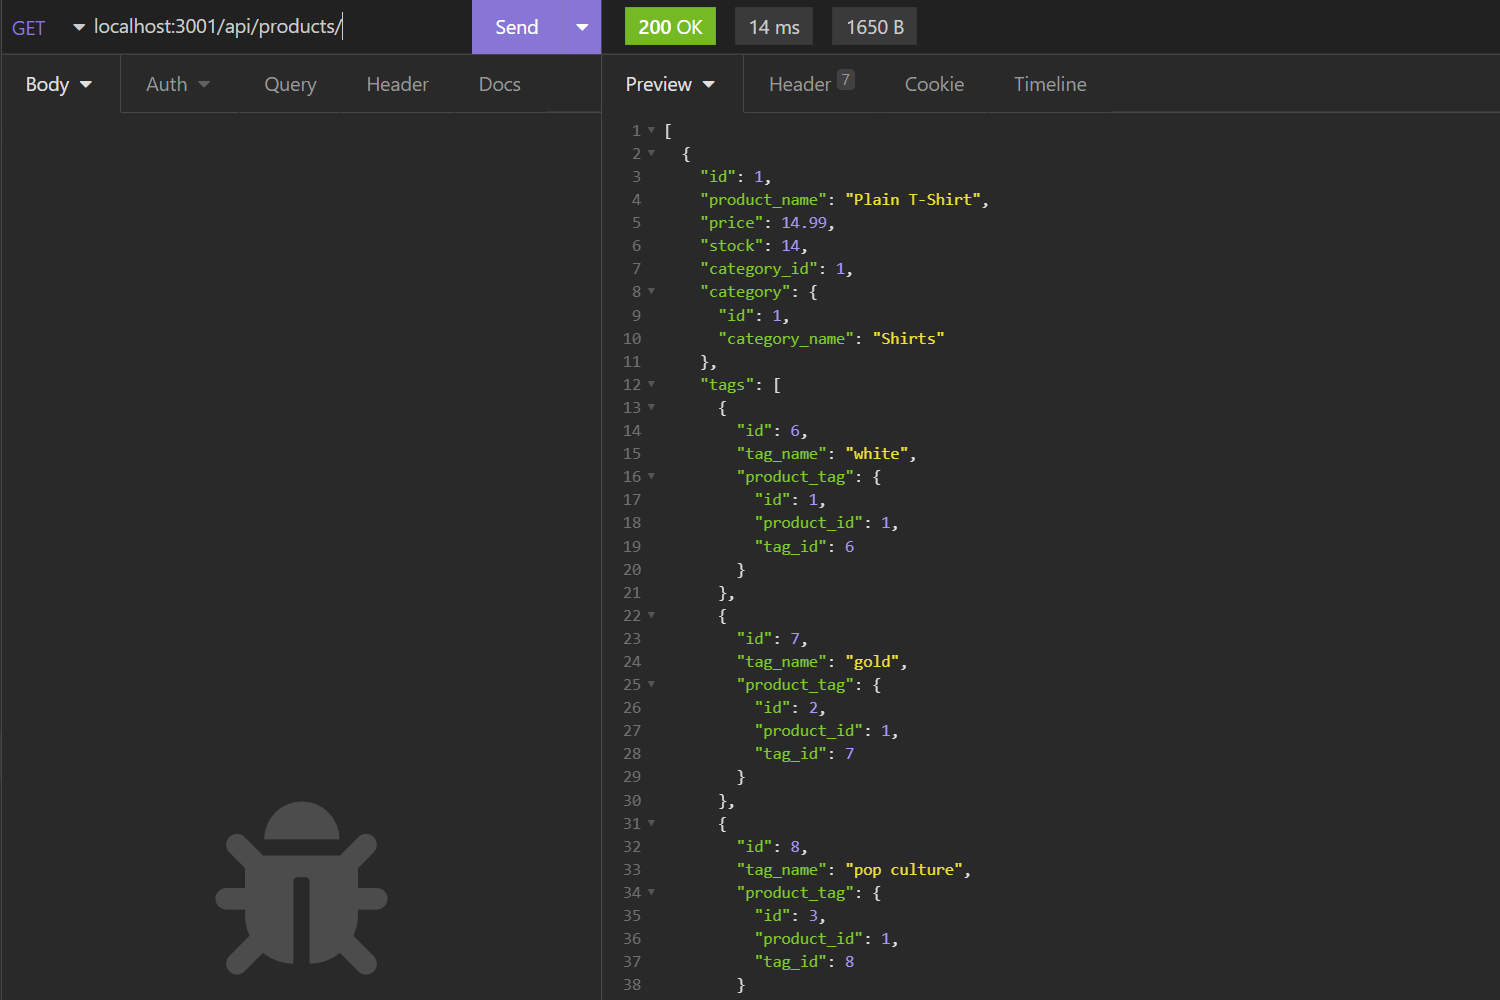 GET localhost:3001/api/products/ Send 200 OK 14 ms 1650 B
Body Auth Query Header Docs Preview Header 7 Cookie Timeline
1 [
2 {
3 "id": 1,
4 "product_name": "Plain T-Shirt",
5 "price": 14.99,
6 "stock": 14,
7 "category_id": 1,
8 "category": {
9 "id": 1,
10 "category_name": "Shirts"
11 },
12 "tags": [
13 {
14 "id": 6,
15 "tag_name": "white",
16 "product_tag": {
17 "id": 1,
18 "product_id": 1,
19 "tag_id": 6
20 }
21 },
22 {
23 "id": 7,
24 "tag_name": "gold",
25 "product_tag": {
26 "id": 2,
27 "product_id": 1,
28 "tag_id": 7
29 }
30 },
31 {
32 "id": 8,
33 "tag_name": "pop culture",
34 "product_tag": {
35 "id": 3,
36 "product_id": 1,
37 "tag_id": 8
38 }